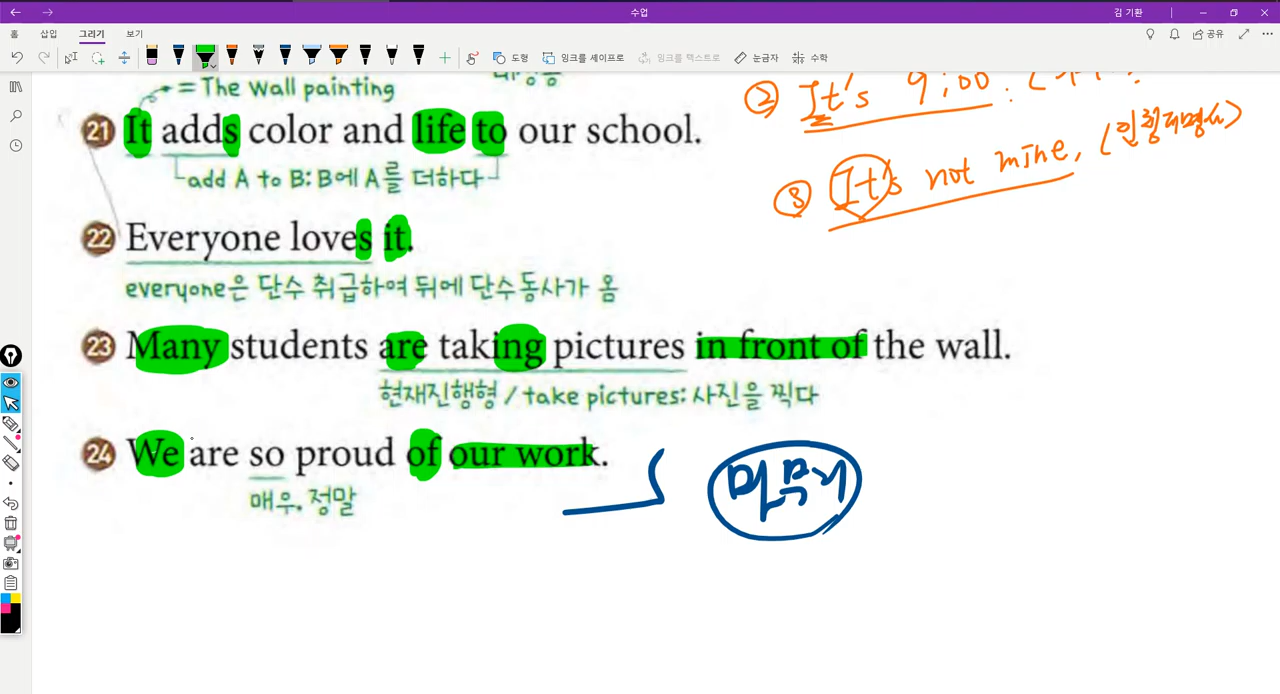 수업
김 기환
홈 삽입 그리기 보기
공유
도형 잉크를 셰이프로 잉크를 텍스트로 눈금자 수학
= The Wall painting
② It's 9:00.
㉑ It adds color and life to our school.
add A to B: B에 A를 더하다
③ It's not mine, (인칭대명사)
㉒ Everyone loves it.
everyone은 단수 취급하여 뒤에 단수동사가 옴
㉓ Many students are taking pictures in front of the wall.
현재진행형 / take pictures: 사진을 찍다
㉔ We are so proud of our work.
매우, 정말